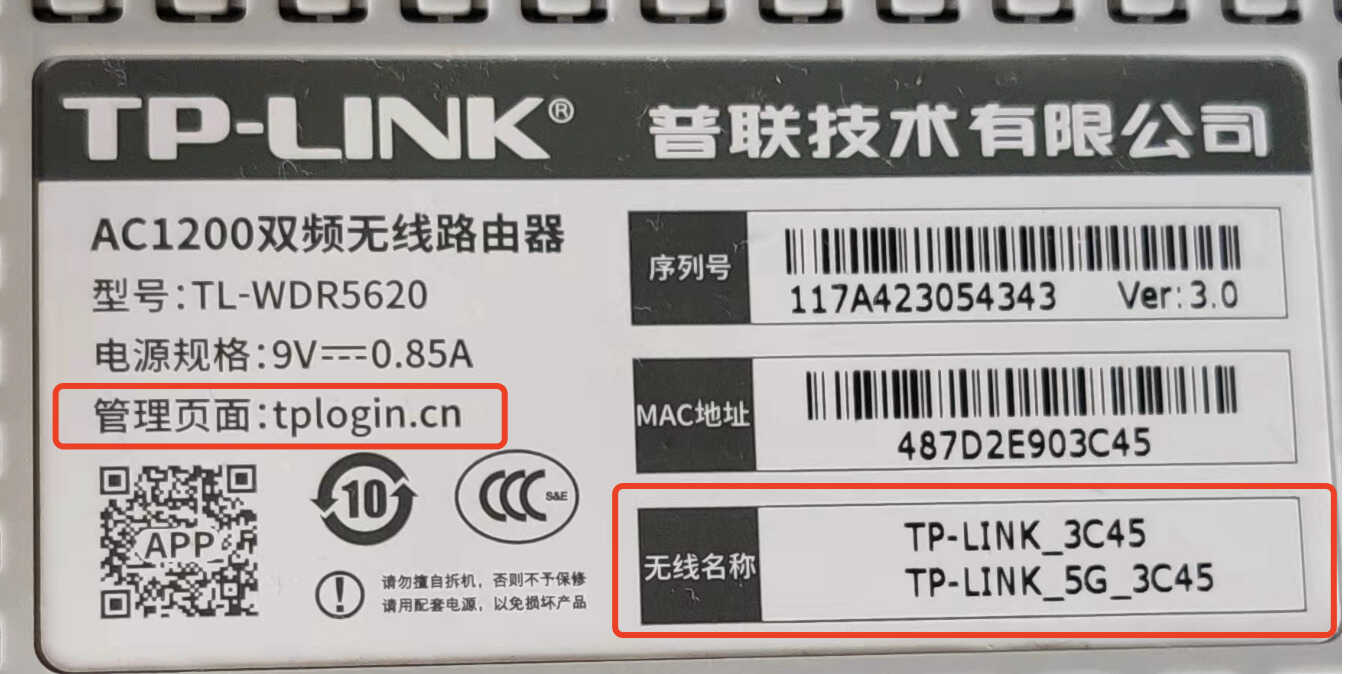 TP-LINK®
普联技术有限公司
AC1200双频无线路由器
型号:TL-WDR5620
电源规格:9V⎓0.85A
管理页面:tplogin.cn
APP
10
CCC S&E
请勿擅自拆机，否则不予保修
请用配套电源，以免损坏产品
序列号
117A423054343 Ver:3.0
MAC地址
487D2E903C45
无线名称
TP-LINK_3C45
TP-LINK_5G_3C45